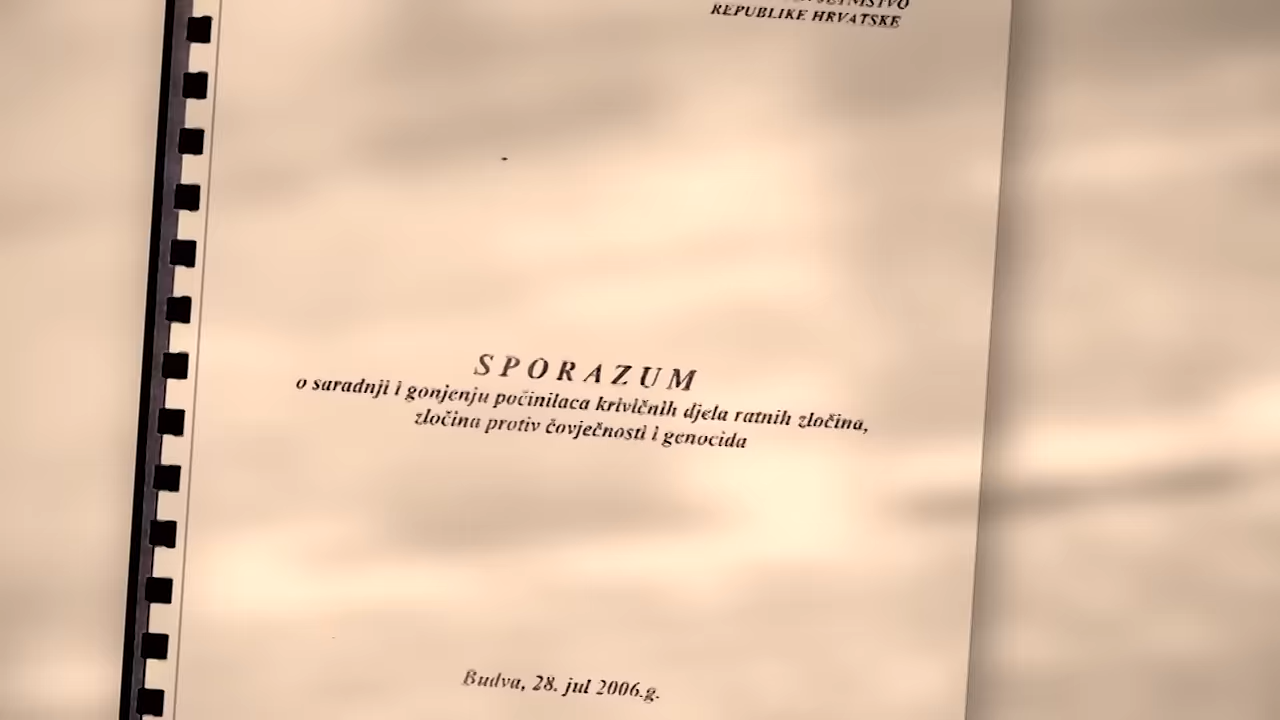 REPUBLIKE HRVATSKE
SPORAZUM
o saradnji i gonjenju počinilaca krivičnih djela ratnih zločina,
zločina protiv čovječnosti i genocida
Budva, 28. jul 2006.g.